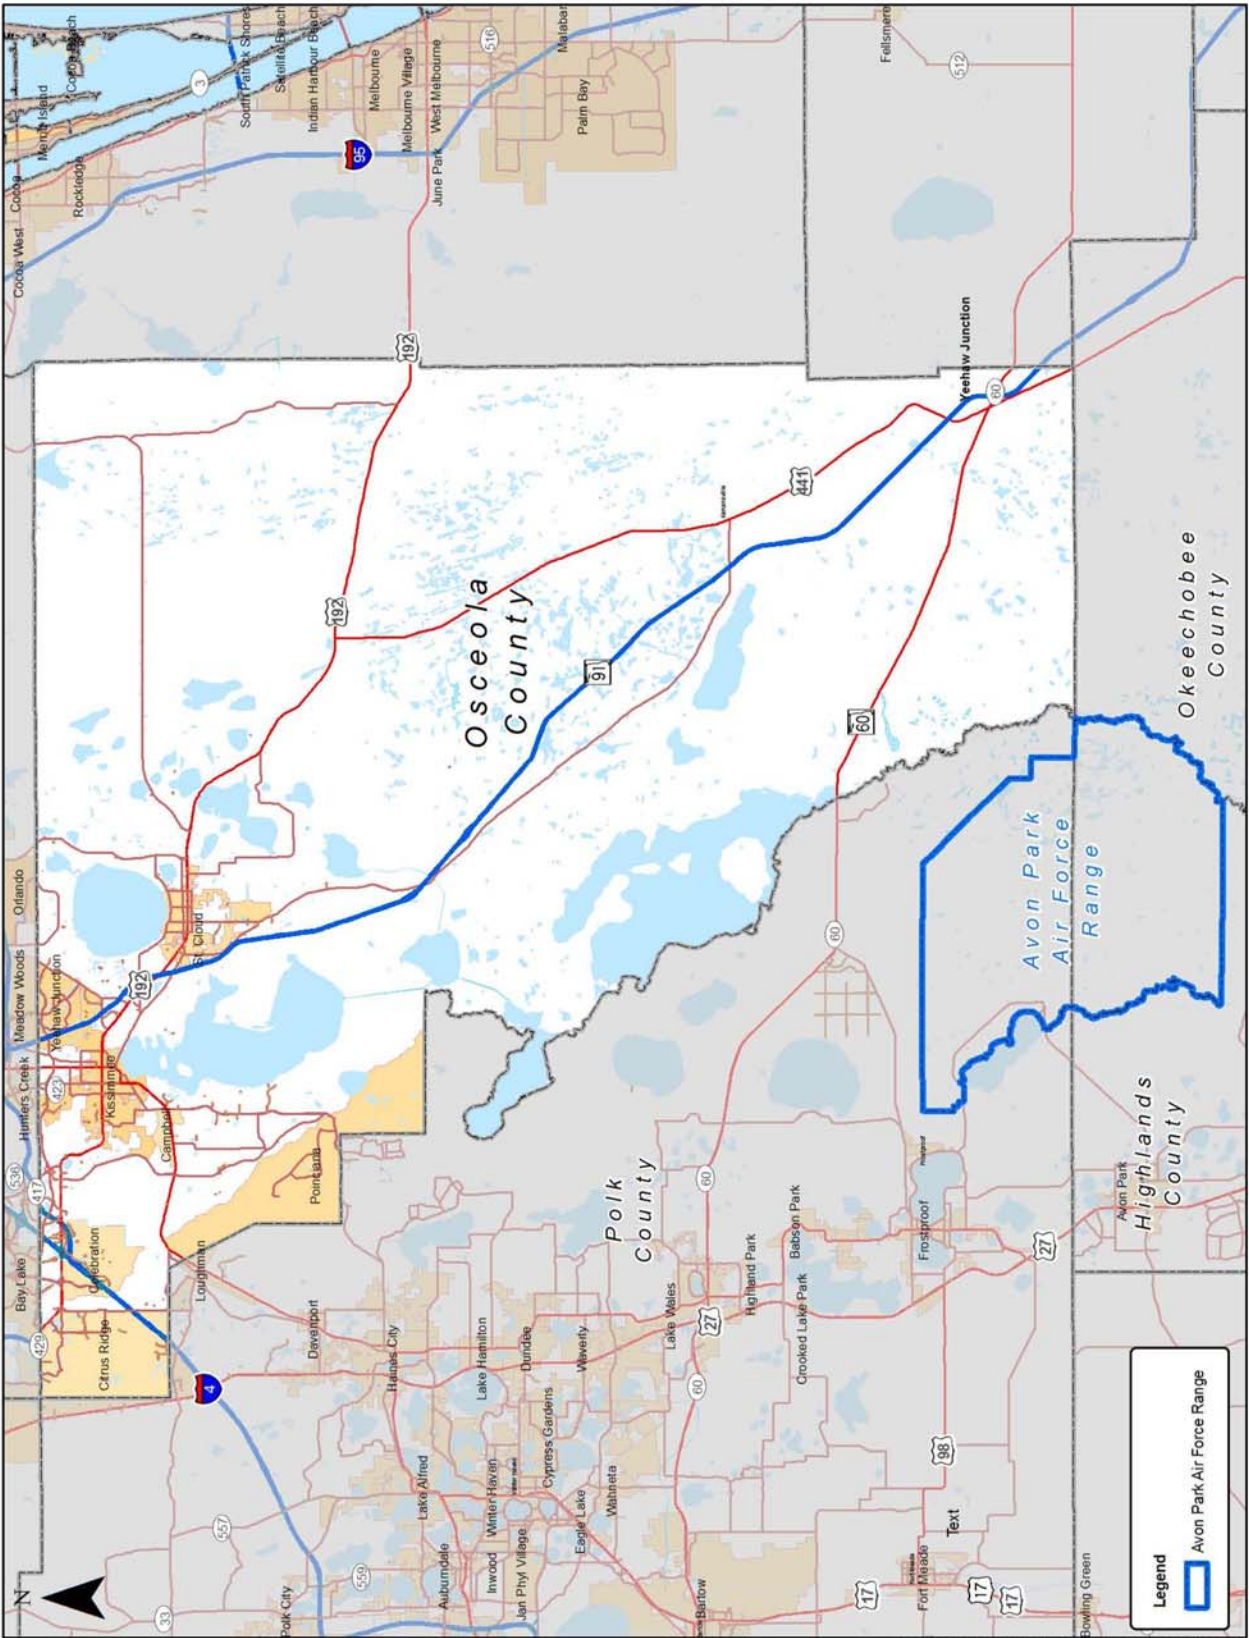 N
Cocoa West
Cocoa
Merritt Island
Cocoa Beach
Rockledge
3
South Patrick Shores
Satellite Beach
Indian Harbour Beach
95
Melbourne
Melbourne Village
June Park
West Melbourne
516
Malabar
Palm Bay
Fellsmere
512
Bay Lake
536
417
Hunters Creek
Meadow Woods
Orlando
429
423
Yeehaw Junction
Citrus Ridge
Celebration
Kissimmee
192
Campbell
St. Cloud
Loughman
4
Poinciana
192
192
Osceola
County
441
91
60
60
Yeehaw Junction
33
557
Polk City
559
Davenport
Haines City
Lake Alfred
Auburndale
Lake Hamilton
Inwood
Winter Haven
Jan Phyl Village
Dundee
Cypress Gardens
Eagle Lake
Waverly
Wahneta
Polk
County
Lake Wales
60
27
60
60
Bartow
Highland Park
Babson Park
Crooked Lake Park
17
Fort Meade
98
Text
17
17
Frostproof
27
Bowling Green
Avon Park
Highlands
County
Avon Park
Air Force
Range
Okeechobee
County
Legend
Avon Park Air Force Range